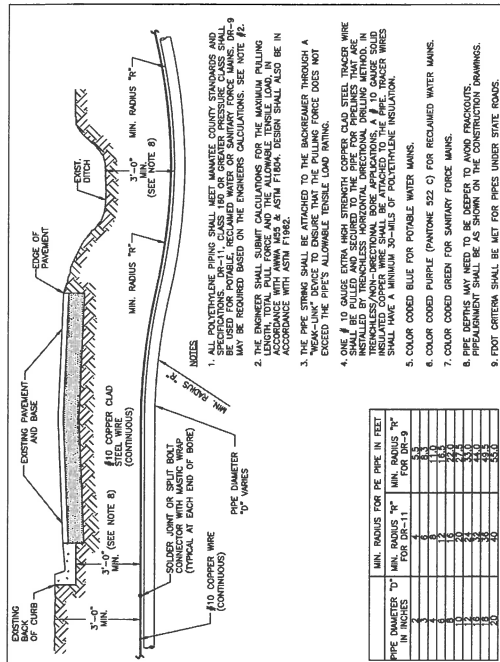 EXISTING
BACK
OF CURB
EXISTING PAVEMENT
AND BASE
EDGE OF
PAVEMENT
EXIST.
DITCH
3'-0"
MIN.
3'-0" (SEE NOTE 8)
MIN.
#10 COPPER CLAD
STEEL WIRE
(CONTINUOUS)
3'-0"
MIN.
(SEE NOTE 8)
MIN. RADIUS "R"
MIN. RADIUS "R"
MIN. RADIUS "R"
#10 COPPER WIRE
(CONTINUOUS)
SOLDER JOINT OR SPLIT BOLT
CONNECTOR WITH MASTIC WRAP
(TYPICAL AT EACH END OF BORE)
PIPE DIAMETER
"D" VARIES
NOTES
1. ALL POLYETHYLENE PIPING SHALL MEET MANATEE COUNTY STANDARDS AND
SPECIFICATIONS. DR-11, CLASS 160 OR GREATER PRESSURE CLASS SHALL
BE USED FOR POTABLE, RECLAIMED WATER OR SANITARY FORCE MAINS. DR-9
MAY BE REQUIRED BASED ON THE ENGINEERS CALCULATIONS. SEE NOTE #2.
2. THE ENGINEER SHALL SUBMIT CALCULATIONS FOR THE MAXIMUM PULLING
LENGTH, TOTAL PULL FORCE AND THE ALLOWABLE TENSILE LOAD, IN
ACCORDANCE WITH AWWA M55 & ASTM F1804. DESIGN SHALL ALSO BE IN
ACCORDANCE WITH ASTM F1962.
3. THE PIPE STRING SHALL BE ATTACHED TO THE BACKREAMER THROUGH A
"WEAK-LINK" DEVICE TO ENSURE THAT THE PULLING FORCE DOES NOT
EXCEED THE PIPE'S ALLOWABLE TENSILE LOAD RATING.
4. ONE # 10 GAUGE EXTRA HIGH STRENGTH COPPER CLAD STEEL TRACER WIRE
SHALL BE PULLED AND SECURED TO THE PIPE FOR PIPELINES THAT ARE
INSTALLED BY TRENCHLESS HORIZONTAL DIRECTIONAL DRILLING METHOD. IN
TRENCHLESS/NON-DIRECTIONAL BORE APPLICATIONS, A # 10 GAUGE SOLID
INSULATED COPPER WIRE SHALL BE ATTACHED TO THE PIPE. TRACER WIRES
SHALL HAVE A MINIMUM 30-MILS OF POLYETHYLENE INSULATION.
5. COLOR CODED BLUE FOR POTABLE WATER MAINS.
6. COLOR CODED PURPLE (PANTONE 522 C) FOR RECLAIMED WATER MAINS.
7. COLOR CODED GREEN FOR SANITARY FORCE MAINS.
8. PIPE DEPTHS MAY NEED TO BE DEEPER TO AVOID FRACKOUTS.
PIPEALIGNMENT SHALL BE AS SHOWN ON THE CONSTRUCTION DRAWINGS.
9. FDOT CRITERIA SHALL BE MET FOR PIPES UNDER STATE ROADS.
MIN. RADIUS FOR PE PIPE IN FEET
PIPE DIAMETER "D" MIN. RADIUS "R" MIN. RADIUS "R"
IN INCHES FOR DR-11 FOR DR-9
2 4 5.5
3 6 8.3
4 8 11.0
6 12 16.5
8 16 22.0
10 20 27.5
12 24 33.0
16 32 44.0
18 36 49.5
20 40 55.0